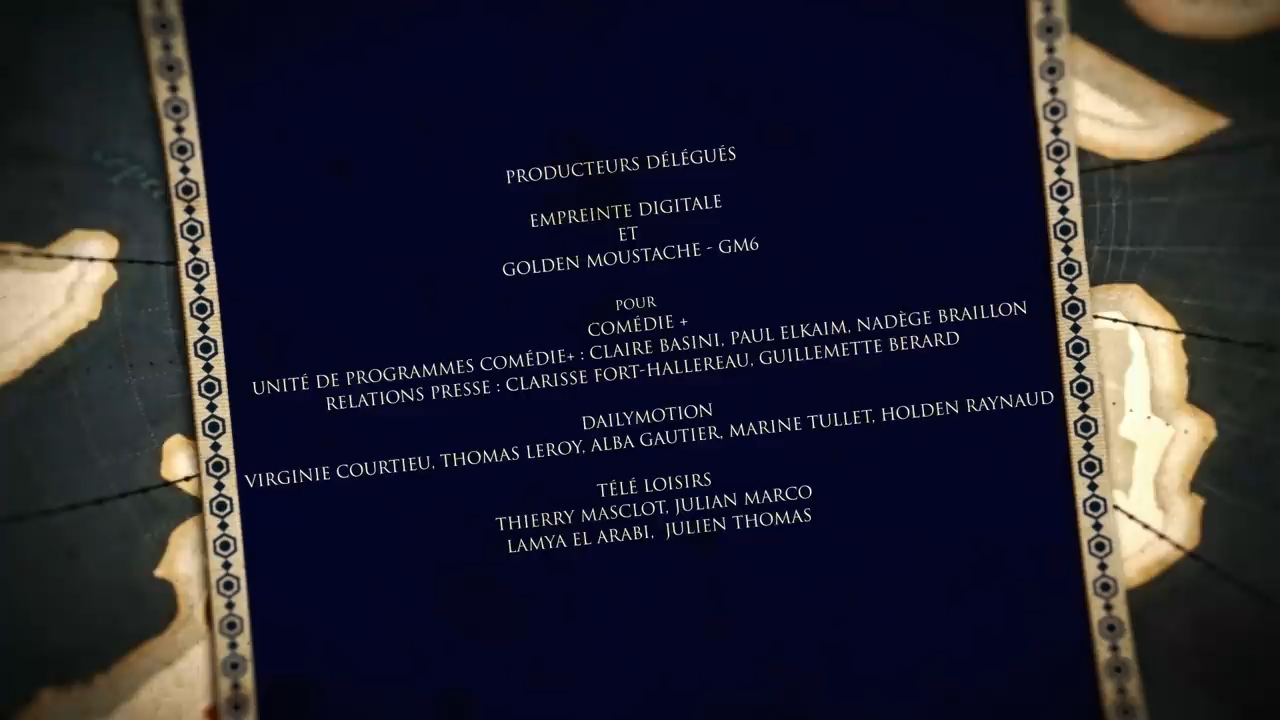 PRODUCTEURS DÉLÉGUÉS
EMPREINTE DIGITALE
ET
GOLDEN MOUSTACHE - GM6
POUR
COMÉDIE +
UNITÉ DE PROGRAMMES COMÉDIE+ : CLAIRE BASINI, PAUL ELKAIM, NADÈGE BRAILLON
RELATIONS PRESSE : CLARISSE FORT-HALLEREAU, GUILLEMETTE BERARD
DAILYMOTION
VIRGINIE COURTIEU, THOMAS LEROY, ALBA GAUTIER, MARINE TULLET, HOLDEN RAYNAUD
TÉLÉ LOISIRS
THIERRY MASCLOT, JULIAN MARCO
LAMYA EL ARABI, JULIEN THOMAS